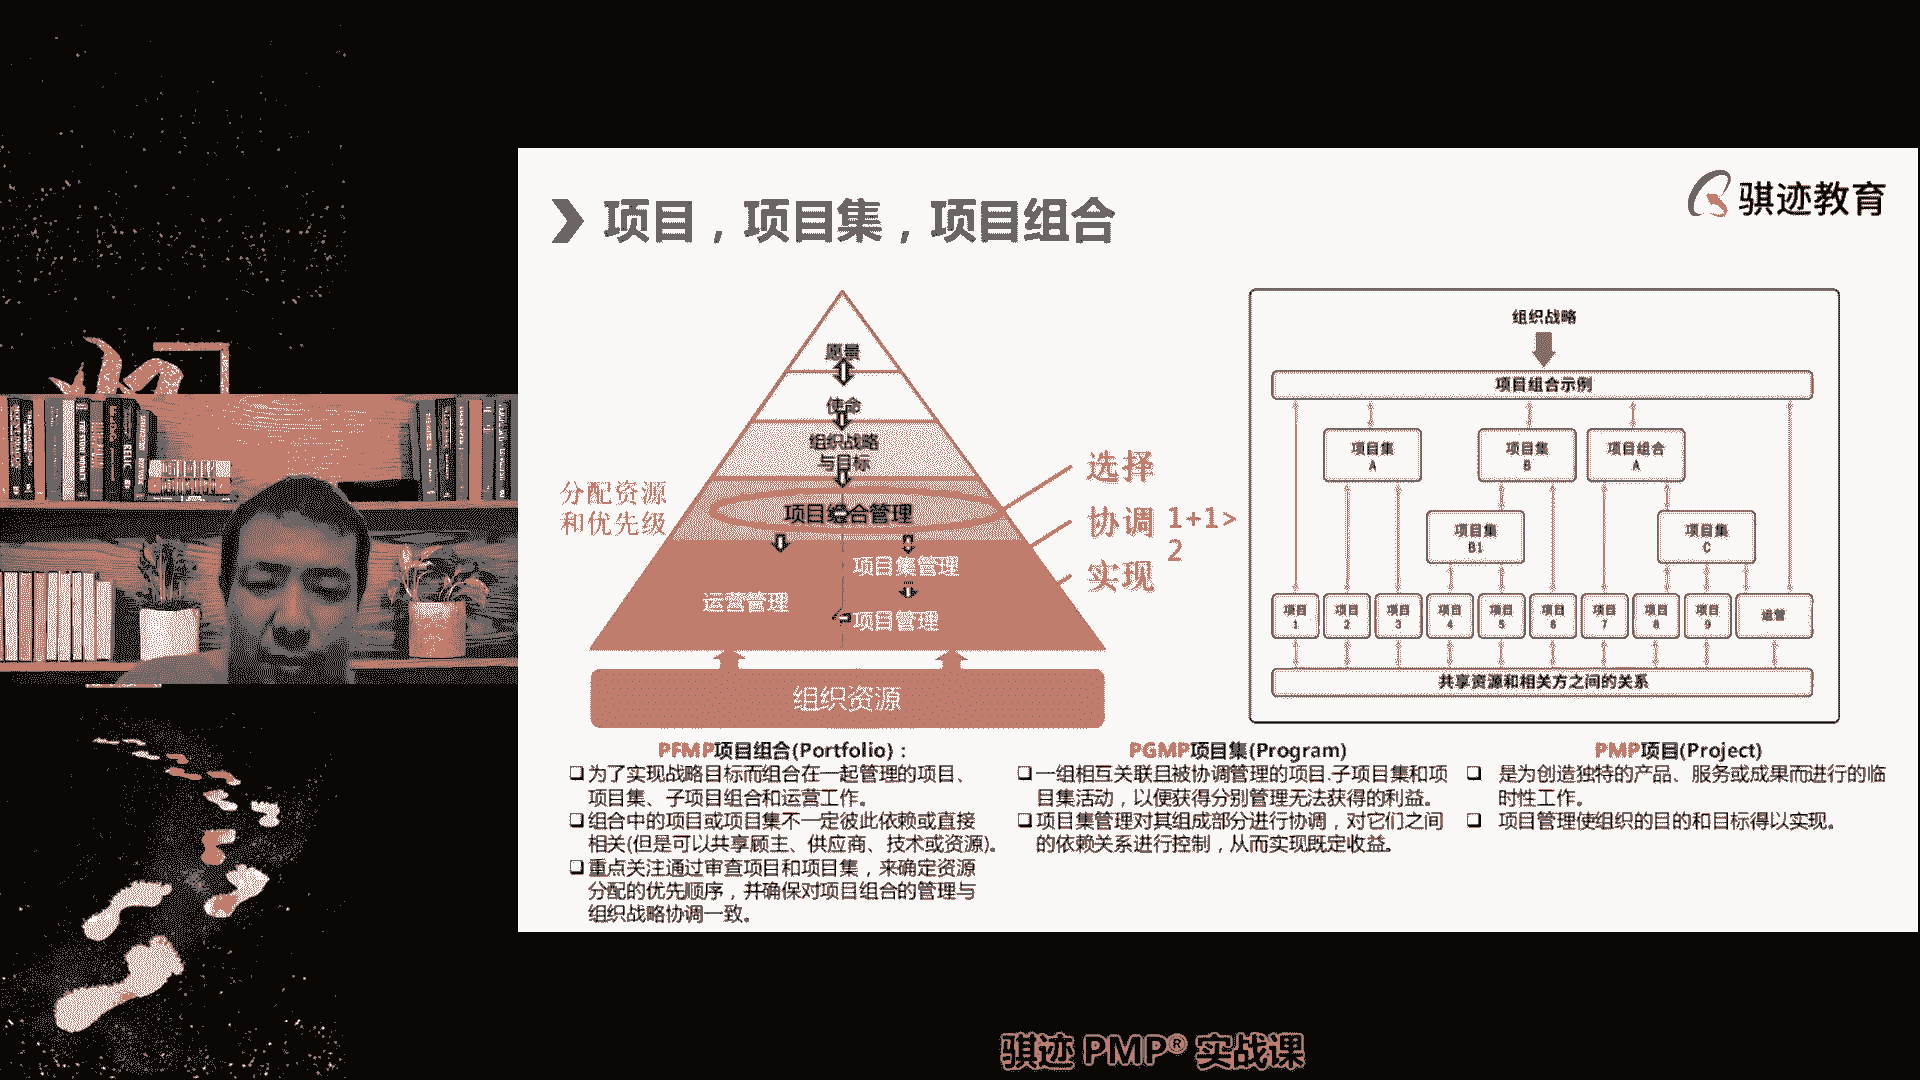 骐迹教育
项目，项目集，项目组合
愿景
使命
组织战略
与目标
项目组合管理
项目集管理
运营管理
项目管理
组织资源
分配资源
和优先级
选择
协调 1+1>
2
实现
组织战略
项目组合示例
项目集
A
项目集
B
项目组合
A
项目集
B1
项目集
C
项目
1
项目
2
项目
3
项目
4
项目
5
项目
6
项目
7
项目
8
项目
9
运营
共享资源和相关方之间的关系
PFMP项目组合(Portfolio)：
为了实现战略目标而组合在一起管理的项目、
项目集、子项目组合和运营工作。
组合中的项目或项目集不一定彼此依赖或直接
相关(但是可以共享顾主、供应商、技术或资源)。
重点关注通过审查项目和项目集，来确定资源
分配的优先顺序，并确保对项目组合的管理与
组织战略协调一致。
PGMP项目集(Program)
一组相互关联且被协调管理的项目.子项目集和项
目集活动，以便获得分别管理无法获得的利益。
项目集管理对其组成部分进行协调，对它们之间
的依赖关系进行控制，从而实现既定收益。
PMP项目(Project)
是为创造独特的产品、服务或成果而进行的临
时性工作。
项目管理使组织的目的和目标得以实现。
骐迹 PMP® 实战课